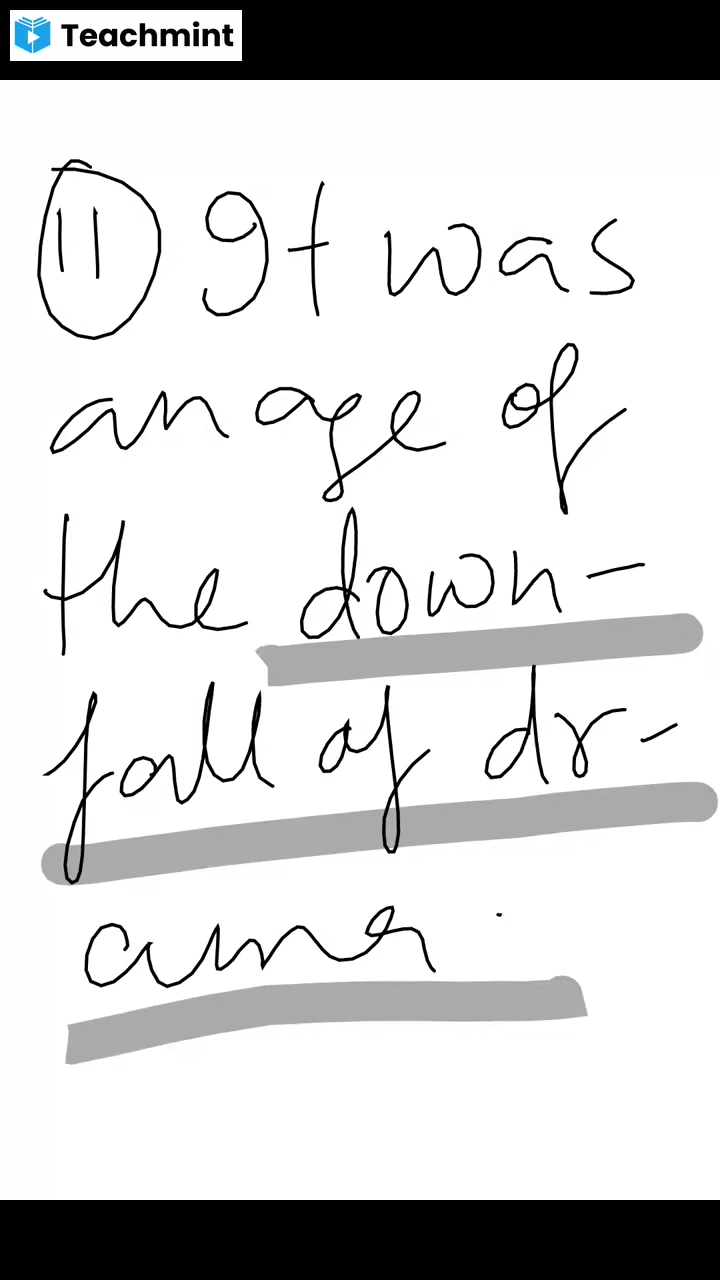 Teachmint
11 It was
an age of
the down-
fall of dr-
ama.